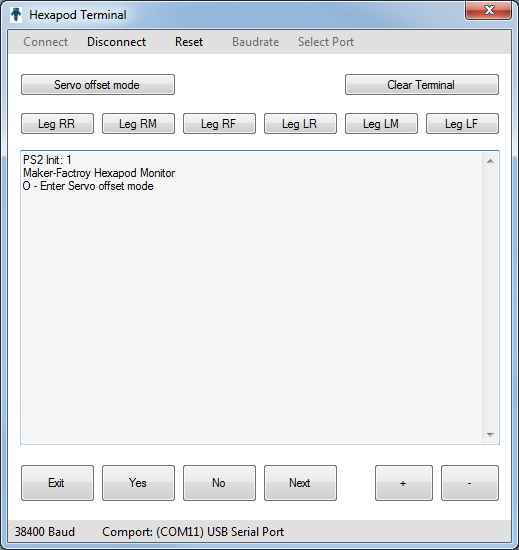 Hexapod Terminal
Connect Disconnect Reset Baudrate Select Port
Servo offset mode Clear Terminal
Leg RR Leg RM Leg RF Leg LR Leg LM Leg LF
PS2 Init: 1
Maker-Factroy Hexapod Monitor
O - Enter Servo offset mode
Exit Yes No Next + -
38400 Baud Comport: (COM11) USB Serial Port